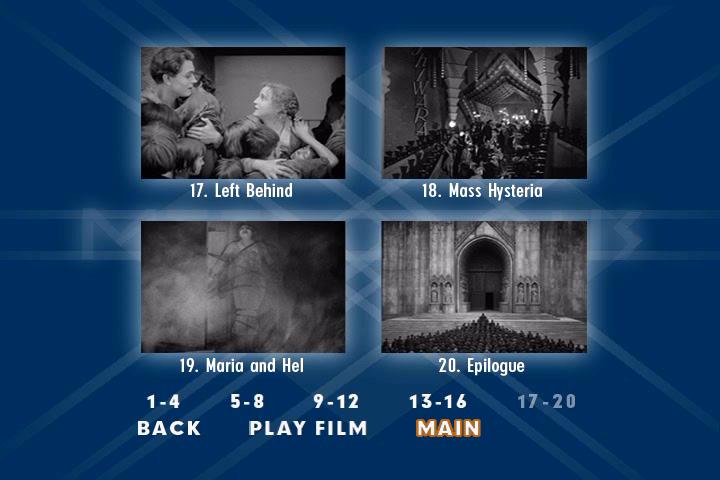 17. Left Behind
18. Mass Hysteria
19. Maria and Hel
20. Epilogue
1-4 5-8 9-12 13-16 17-20
BACK PLAY FILM MAIN